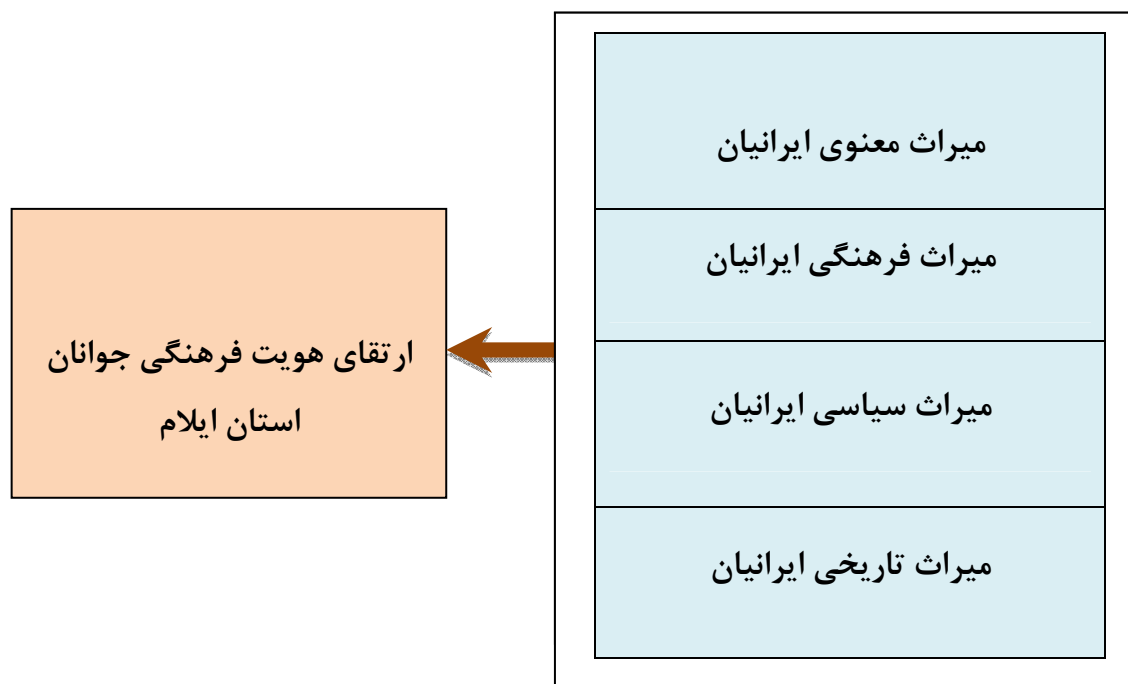 میراث معنوی ایرانیان
میراث فرهنگی ایرانیان
میراث سیاسی ایرانیان
میراث تاریخی ایرانیان
ارتقای هویت فرهنگی جوانان
استان ایلام